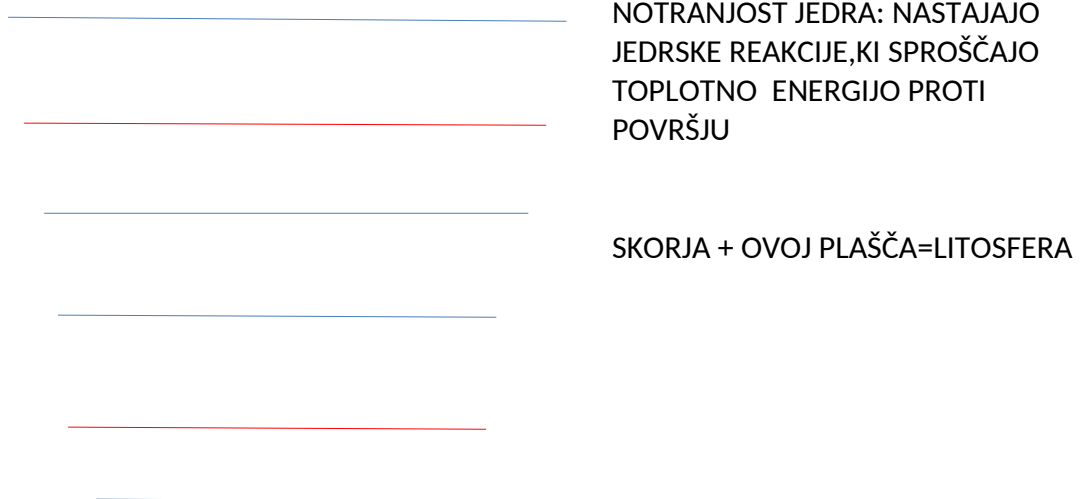 NOTRANJOST JEDRA: NASTAJAJO
JEDRSKE REAKCIJE,KI SPROŠČAJO
TOPLOTNO  ENERGIJO PROTI
POVRŠJU
SKORJA + OVOJ PLAŠČA=LITOSFERA